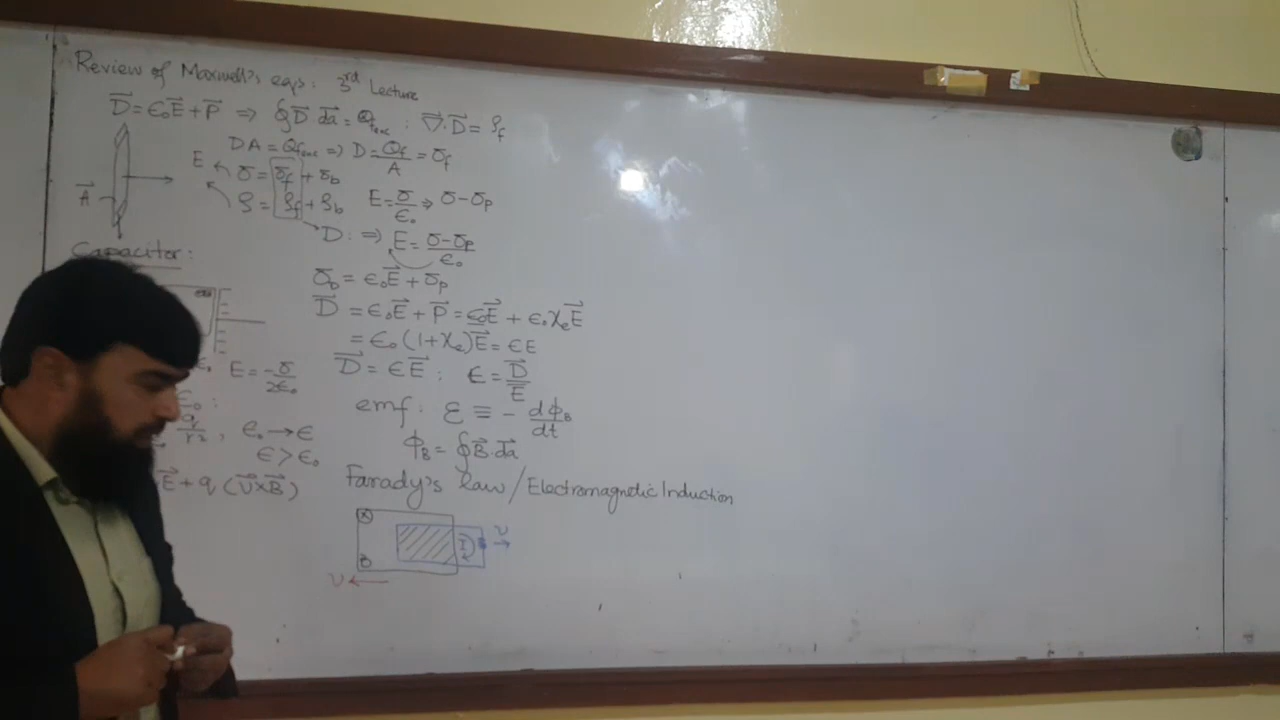 Review of Maxwell's eqs: 3rd Lecture
D⃗ = ϵ₀E⃗ + P⃗ ⇒ ∮D⃗ da⃗ = Q_fenc : ∇⃗·D⃗ = ρ_f
DA = Q_fenc ⇒ D = Q_f/A = σ_f
E σ = σ_f + σ_b
A⃗ ρ = ρ_f + ρ_b E = σ/ϵ₀ → σ - σ_p
D: ⇒ E = (σ - σ_p)/ϵ₀
Capacitor:
σ_b = ϵ₀E⃗ + σ_p
D⃗ = ϵ₀E⃗ + P⃗ = ϵ₀E⃗ + ϵ₀χ_eE⃗
= ϵ₀(1+χ_e)E⃗ = ϵE
E = -σ/2ϵ₀ D⃗ = ϵE⃗ : ϵ = D⃗/E
emf: ε ≡ - dϕ_B/dt
q/r², ϵ₀ → ϵ
ϵ > ϵ₀ ϕ_B = ∮B⃗·da⃗
E⃗ + q(v⃗×B⃗)
Farady's law / Electromagnetic Induction
I v
v